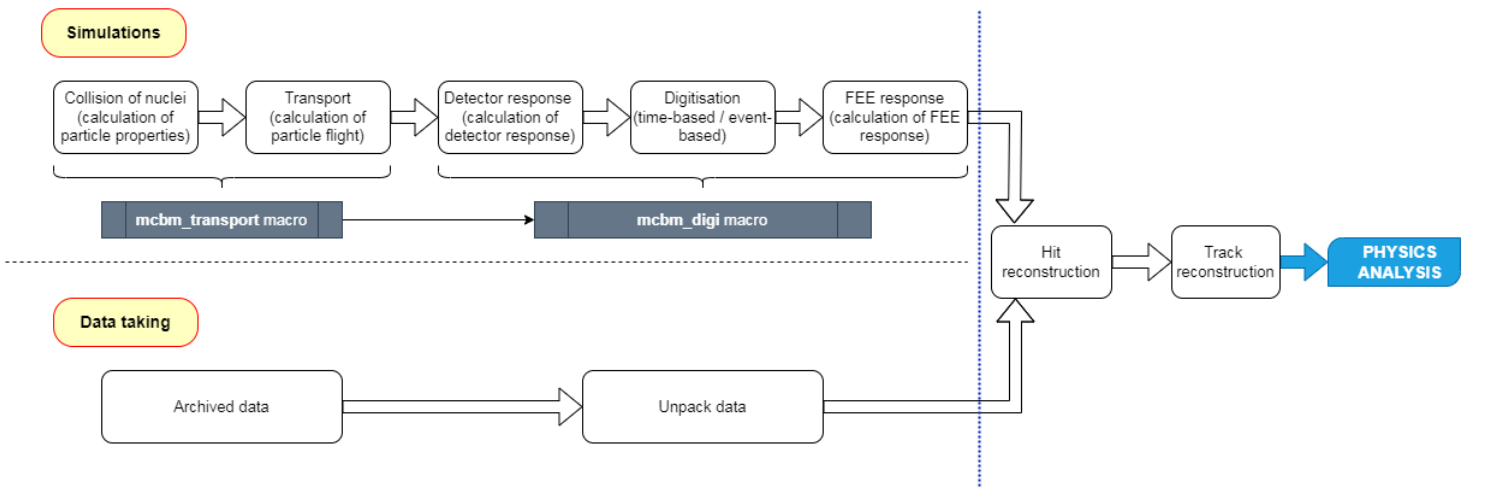 Simulations
Collision of nuclei
(calculation of
particle properties)
Transport
(calculation of
particle flight)
Detector response
(calculation of
detector response)
Digitisation
(time-based / event-
based)
FEE response
(calculation of FEE
response)
mcbm_transport macro
mcbm_digi macro
Hit
reconstruction
Track
reconstruction
PHYSICS
ANALYSIS
Data taking
Archived data
Unpack data